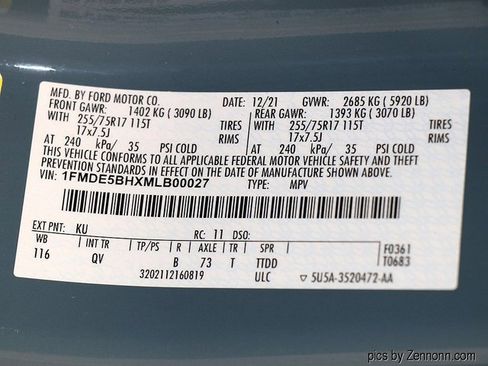 MFD. BY FORD MOTOR CO. DATE: 12/21 GVWR: 2685 KG ( 5920 LB)
FRONT GAWR: 1402 KG ( 3090 LB) REAR GAWR: 1393 KG ( 3070 LB)
WITH 255/75R17 115T TIRES WITH 255/75R17 115T TIRES
17x7.5J RIMS 17x7.5J RIMS
AT 240 kPa/ 35 PSI COLD AT 240 kPa/ 35 PSI COLD
THIS VEHICLE CONFORMS TO ALL APPLICABLE FEDERAL MOTOR VEHICLE SAFETY AND THEFT
PREVENTION STANDARDS IN EFFECT ON THE DATE OF MANUFACTURE SHOWN ABOVE.
VIN: 1FMDE5BHXMLB00027 TYPE: MPV
EXT PNT: KU RC: 11 DSO: F0361
WB INT TR TP/PS R AXLE TR SPR T0683
116 QV B 73 T TTDD
3202112160819 ULC ▽ 5U5A-3520472-AA
pics by Zennonn.com